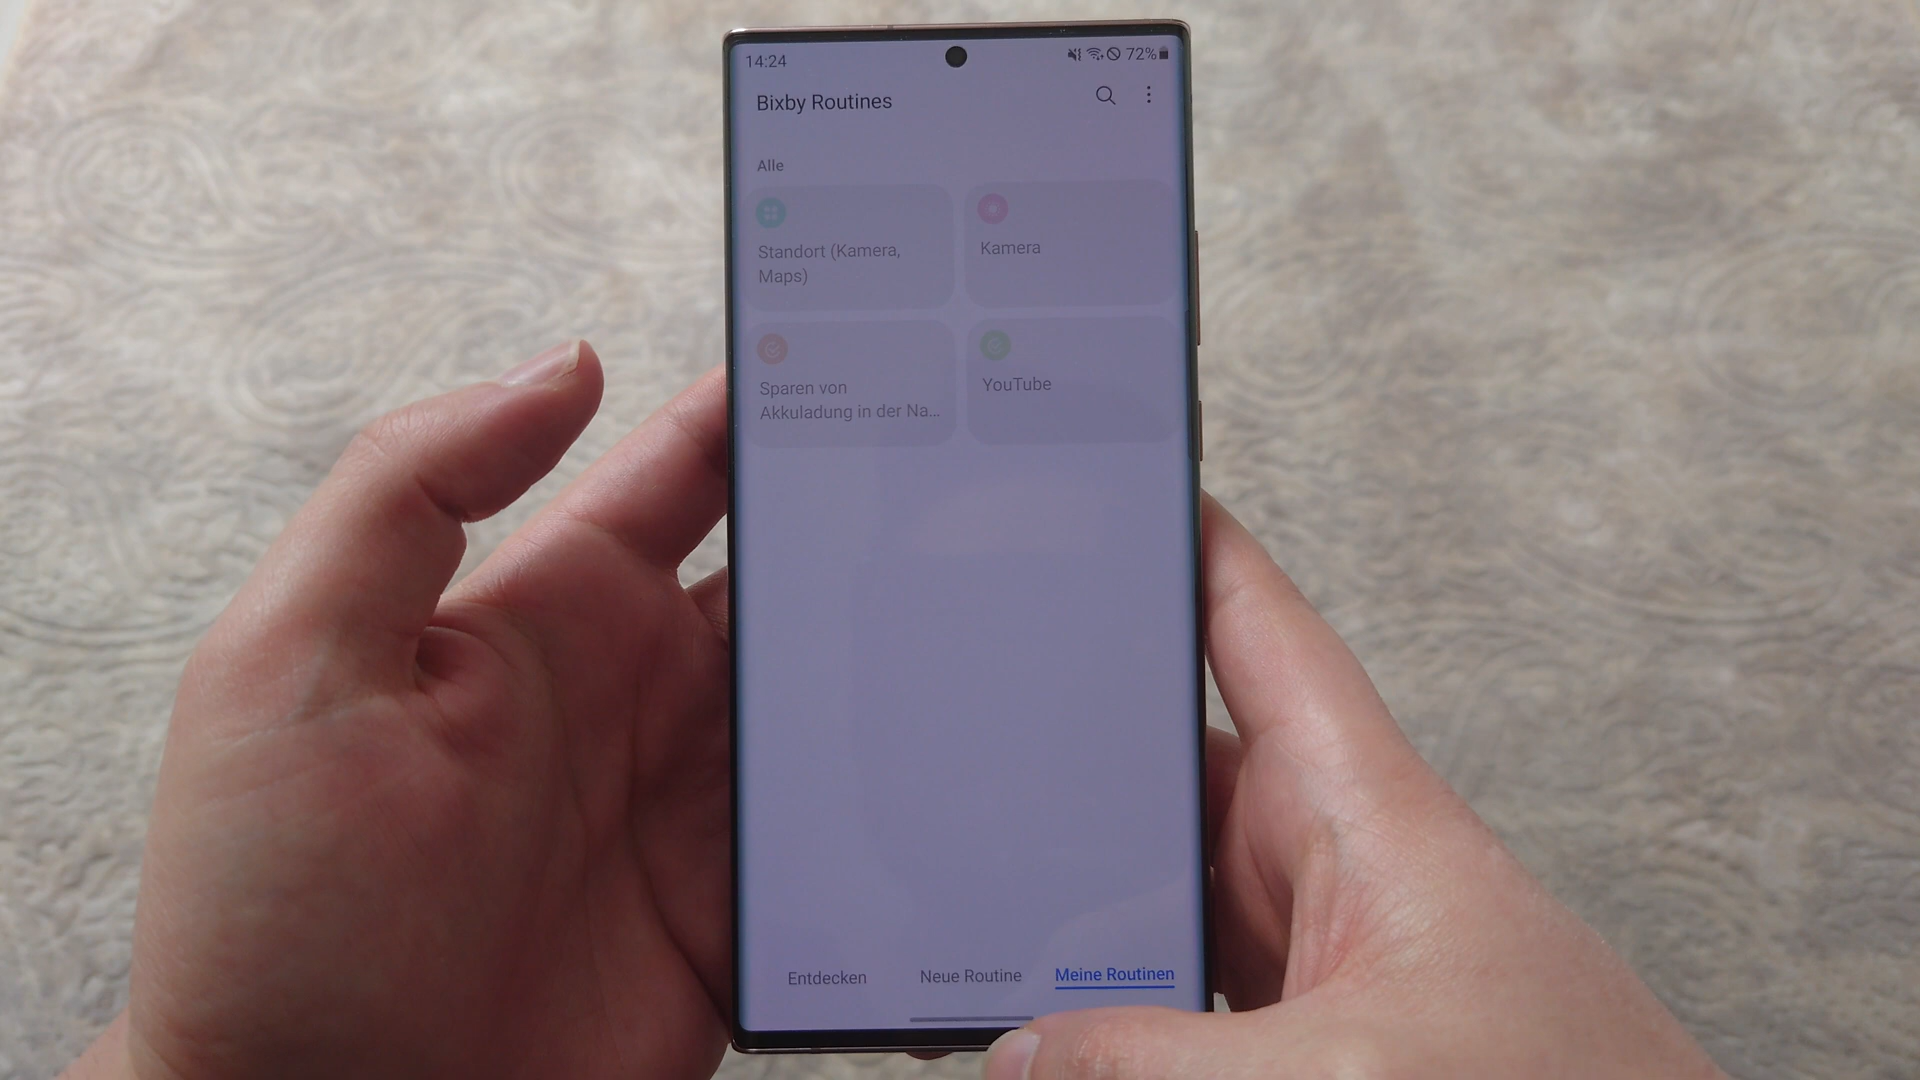 14:24
72%
Bixby Routines
Alle
Standort (Kamera,
Maps)
Kamera
Sparen von
Akkuladung in der Na...
YouTube
Entdecken
Neue Routine
Meine Routinen